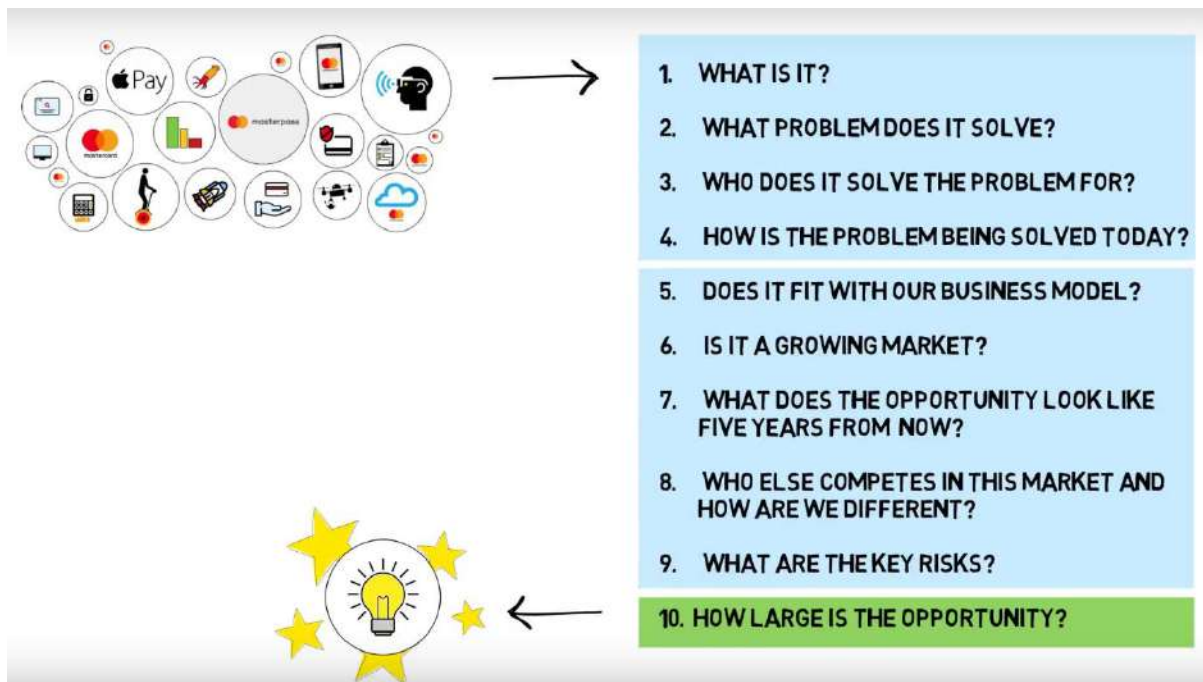 Pay
masterpass
mastercard
1. WHAT IS IT?
2. WHAT PROBLEM DOES IT SOLVE?
3. WHO DOES IT SOLVE THE PROBLEM FOR?
4. HOW IS THE PROBLEM BEING SOLVED TODAY?
5. DOES IT FIT WITH OUR BUSINESS MODEL?
6. IS IT A GROWING MARKET?
7. WHAT DOES THE OPPORTUNITY LOOK LIKE
FIVE YEARS FROM NOW?
8. WHO ELSE COMPETES IN THIS MARKET AND
HOW ARE WE DIFFERENT?
9. WHAT ARE THE KEY RISKS?
10. HOW LARGE IS THE OPPORTUNITY?